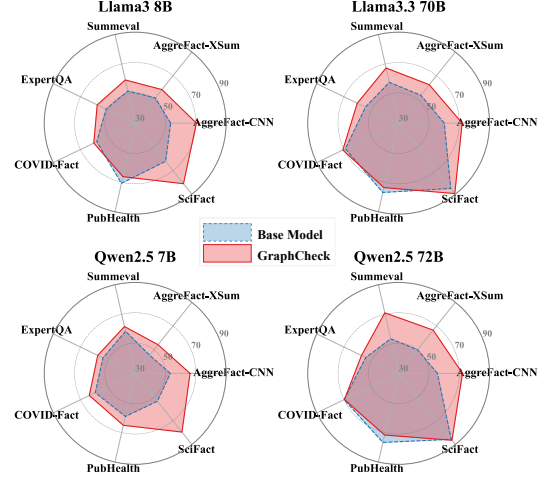 Llama3 8B
Summeval
AggreFact-XSum
ExpertQA
AggreFact-CNN
COVID-Fact
PubHealth
SciFact
30
50
70
90
Llama3.3 70B
Summeval
AggreFact-XSum
ExpertQA
AggreFact-CNN
COVID-Fact
PubHealth
SciFact
30
50
70
90
Base Model
GraphCheck
Qwen2.5 7B
Summeval
AggreFact-XSum
ExpertQA
AggreFact-CNN
COVID-Fact
PubHealth
SciFact
30
50
70
90
Qwen2.5 72B
Summeval
AggreFact-XSum
ExpertQA
AggreFact-CNN
COVID-Fact
PubHealth
SciFact
30
50
70
90